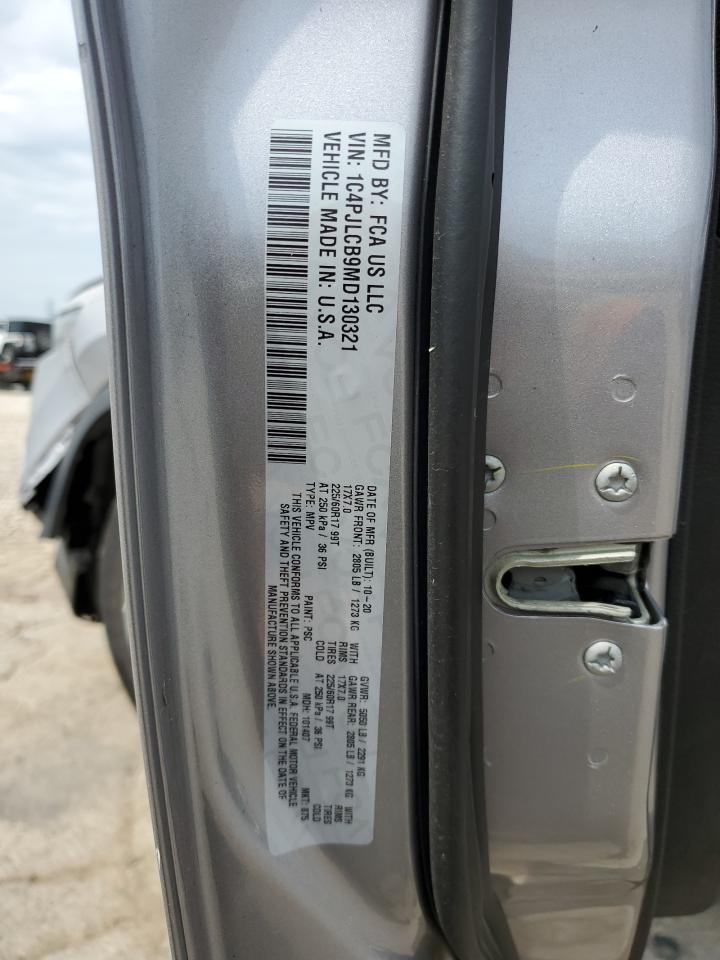 MFD BY: FCA US LLC
VIN: 1C4PJLCB9MD130321
VEHICLE MADE IN: U.S.A.
DATE OF MFR (BUILT): 10-20 GVWR: 5050 LB / 2291 KG
GAWR FRONT: 2805 LB / 1273 KG WITH GAWR REAR: 2805 LB / 1273 KG WITH
17X7.0 RIMS 17X7.0 RIMS
225/60R17 99T TIRES 225/60R17 99T TIRES
AT 250 kPa / 36 PSI COLD AT 250 kPa / 36 PSI COLD
TYPE: MPV PAINT: PSC MDH: 101407 MKT: 875
THIS VEHICLE CONFORMS TO ALL APPLICABLE U.S.A. FEDERAL MOTOR VEHICLE
SAFETY AND THEFT PREVENTION STANDARDS IN EFFECT ON THE DATE OF
MANUFACTURE SHOWN ABOVE.